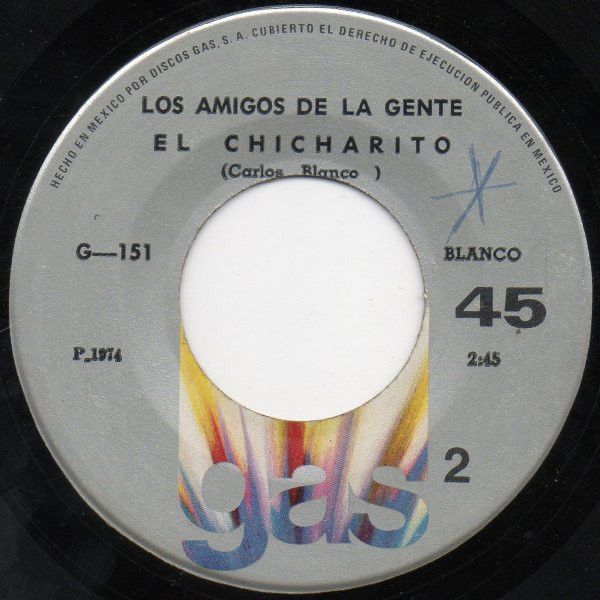 HECHO EN MEXICO POR DISCOS GAS, S. A. CUBIERTO EL DERECHO DE EJECUCION PUBLICA EN MEXICO
LOS AMIGOS DE LA GENTE
EL CHICHARITO
(Carlos Blanco )
G—151
BLANCO
45
P_1974
2:45
2
gas